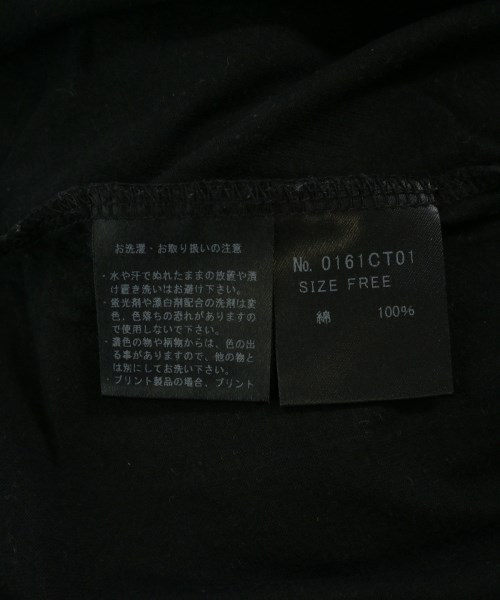 お洗濯・お取り扱いの注意
・水や汗でぬれたままの放置や漬
け置き洗いはお避け下さい。
・蛍光剤や漂白剤配合の洗剤は変
色、色落ちの恐れがありますの
で使用しないで下さい。
・濃色の物や柄物からは、色の出
る事がありますので、他の物と
は別にしてお洗い下さい。
・プリント製品の場合、プリント
№ 0161CT01
SIZE FREE
綿 100%